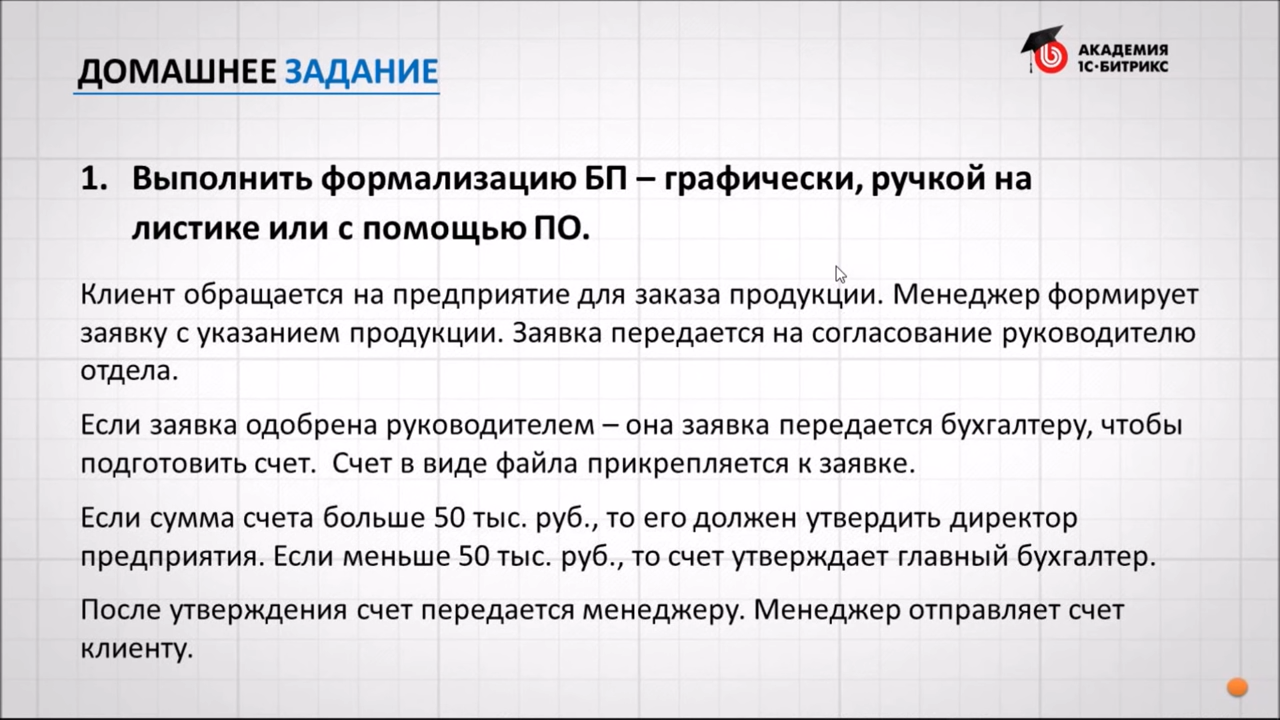 ДОМАШНЕЕ ЗАДАНИЕ
АКАДЕМИЯ
1С·БИТРИКС
1. Выполнить формализацию БП – графически, ручкой на
листике или с помощью ПО.
Клиент обращается на предприятие для заказа продукции. Менеджер формирует
заявку с указанием продукции. Заявка передается на согласование руководителю
отдела.
Если заявка одобрена руководителем – она заявка передается бухгалтеру, чтобы
подготовить счет. Счет в виде файла прикрепляется к заявке.
Если сумма счета больше 50 тыс. руб., то его должен утвердить директор
предприятия. Если меньше 50 тыс. руб., то счет утверждает главный бухгалтер.
После утверждения счет передается менеджеру. Менеджер отправляет счет
клиенту.